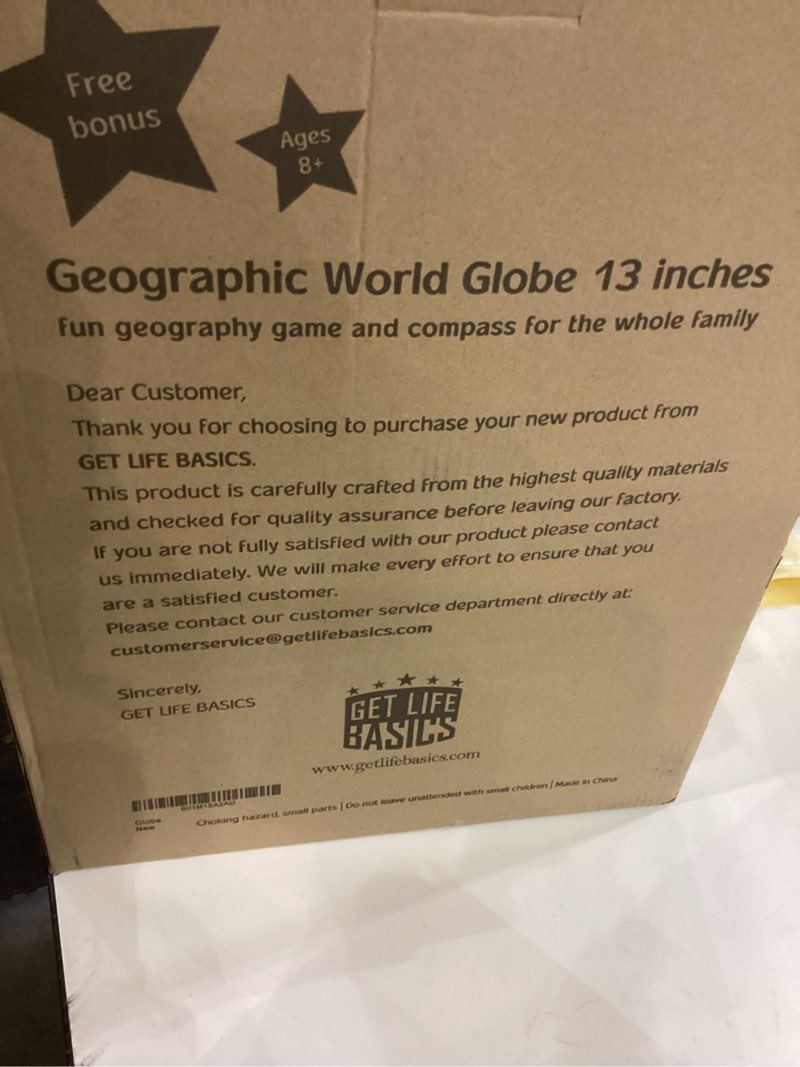 Free
bonus
Ages
8+
Geographic World Globe 13 inches
fun geography game and compass for the whole family
Dear Customer,
Thank you for choosing to purchase your new product from
GET LIFE BASICS.
This product is carefully crafted from the highest quality materials
and checked for quality assurance before leaving our factory.
If you are not fully satisfied with our product please contact
us immediately. We will make every effort to ensure that you
are a satisfied customer.
Please contact our customer service department directly at:
customerservice@getlifebasics.com
Sincerely,
GET LIFE BASICS
GET LIFE
BASICS
www.getlifebasics.com
Globe
New
Choking hazard, small parts | Do not leave unattended with small children | Made in China